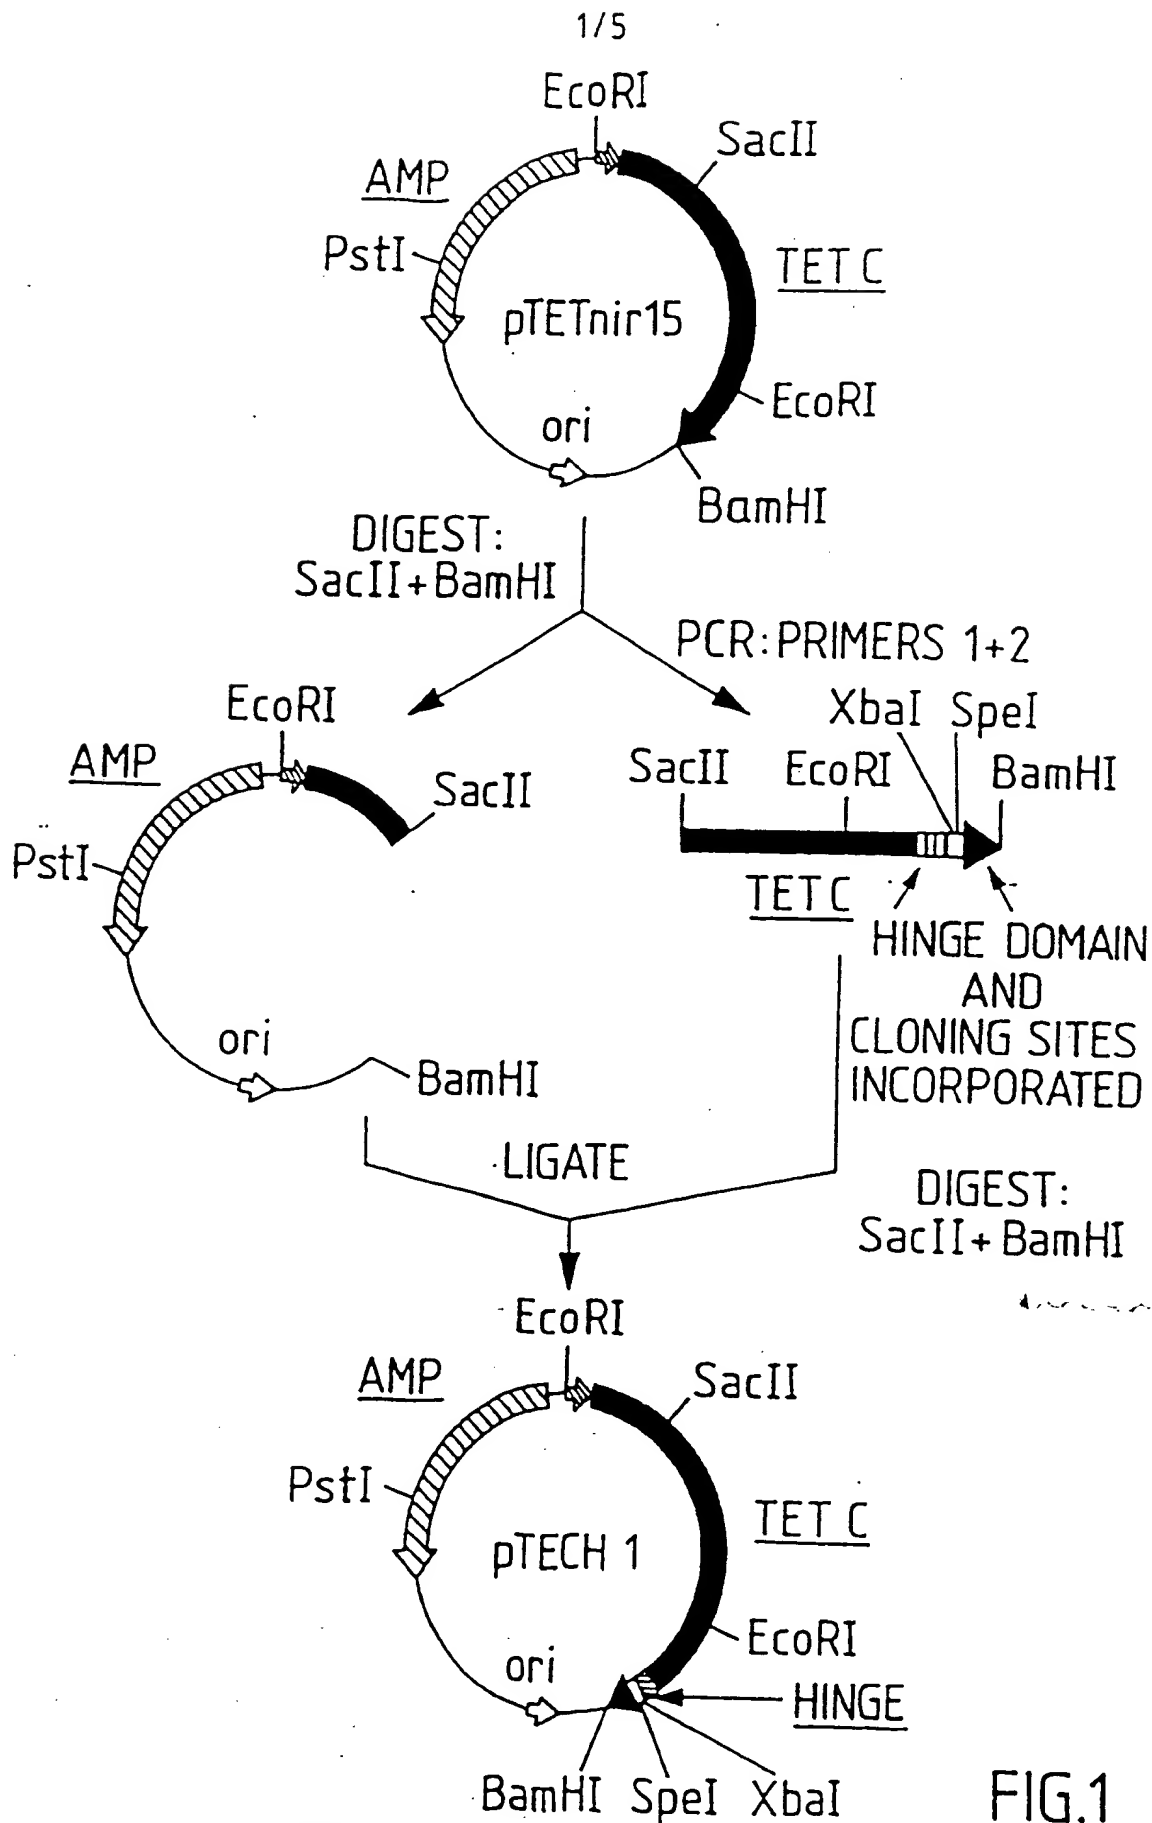 1/5
EcoRI
SacII
AMP
PstI
TET C
pTETnir15
EcoRI
ori
BamHI
DIGEST:
SacII+BamHI
PCR:PRIMERS 1+2
EcoRI
XbaI SpeI
AMP
SacII
SacII
EcoRI
BamHI
PstI
TET C
HINGE DOMAIN
AND
CLONING SITES
INCORPORATED
ori
BamHI
LIGATE
DIGEST:
SacII+BamHI
EcoRI
AMP
SacII
PstI
TET C
pTECH 1
EcoRI
ori
HINGE
BamHI SpeI XbaI
FIG.1